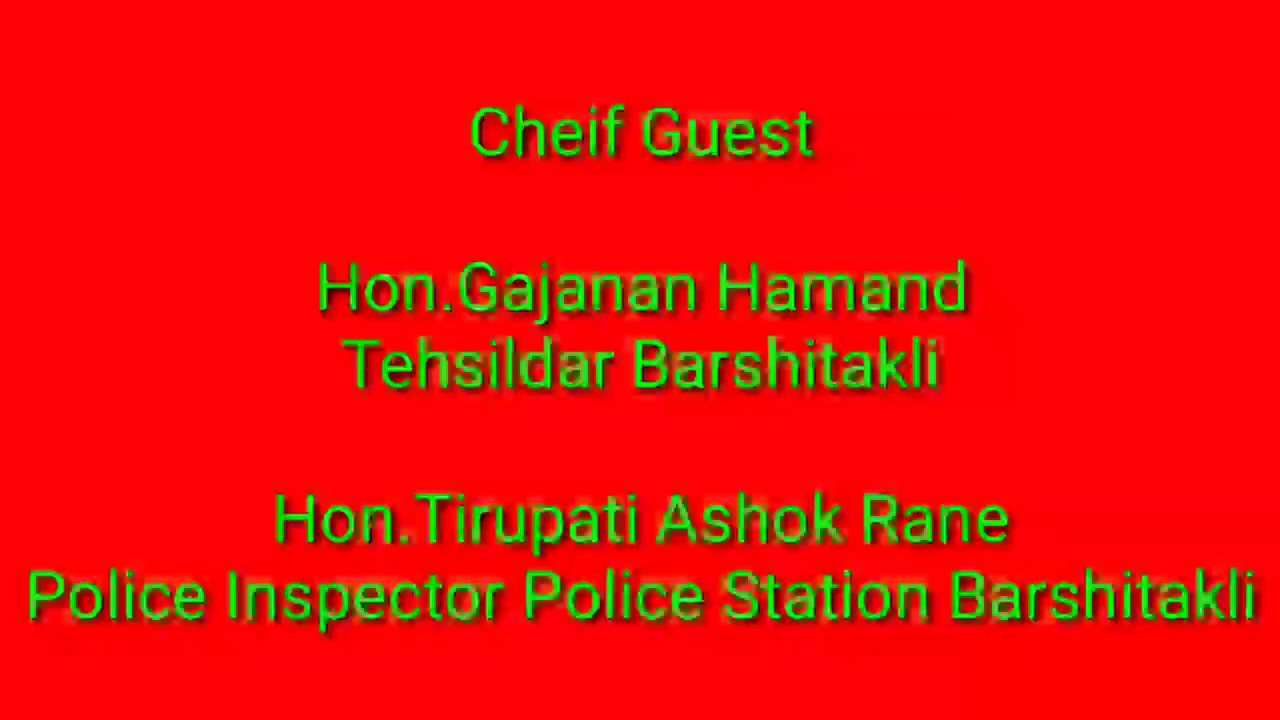 Cheif Guest
Hon.Gajanan Hamand
Tehsildar Barshitakli
Hon.Tirupati Ashok Rane
Police Inspector Police Station Barshitakli